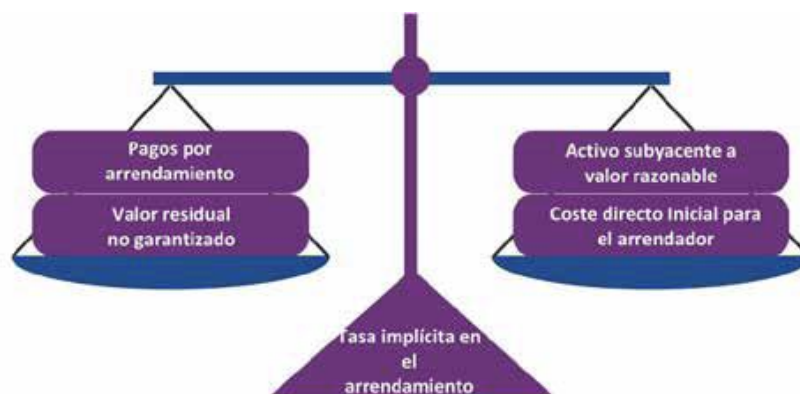 Pagos por
arrendamiento
Valor residual
no garantizado
Activo subyacente a
valor razonable
Coste directo Inicial para
el arrendador
Tasa implícita en
el
arrendamiento